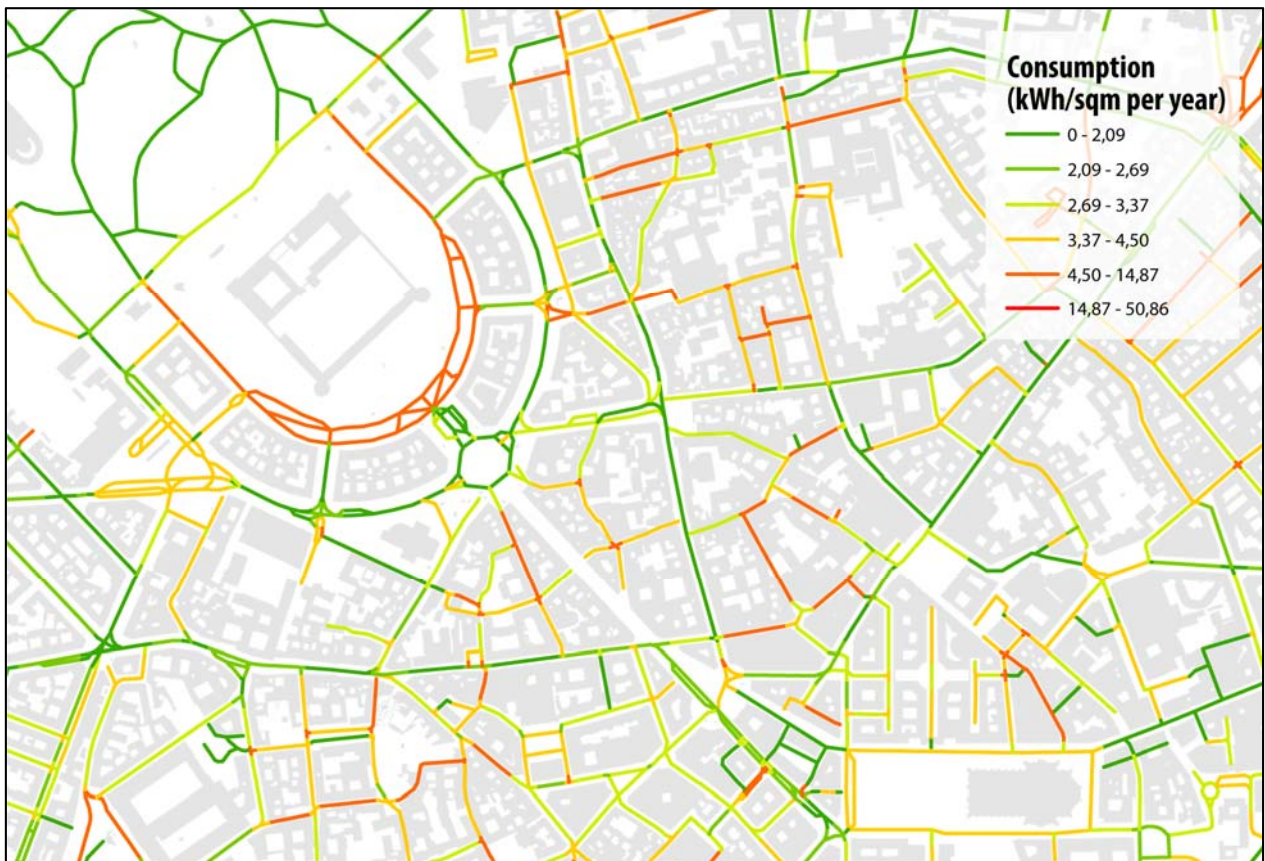 Consumption
(kWh/sqm per year)
0 - 2,09
2,09 - 2,69
2,69 - 3,37
3,37 - 4,50
4,50 - 14,87
14,87 - 50,86